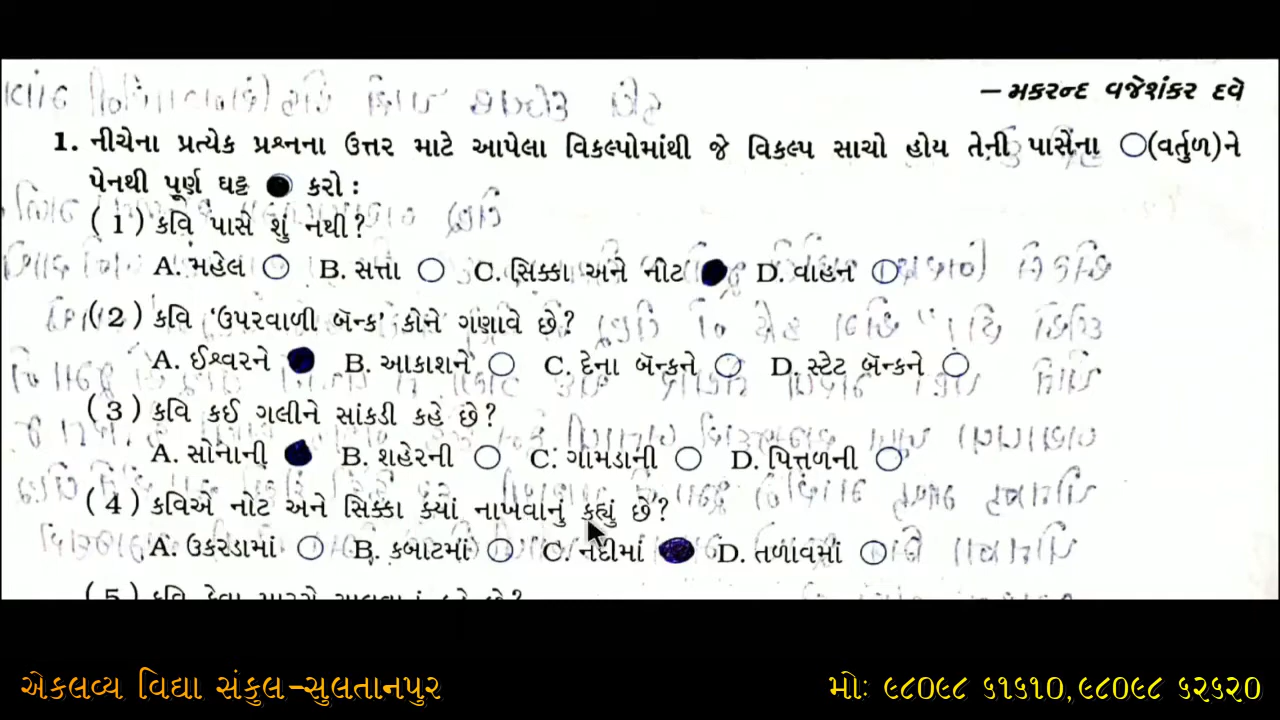 – મકરન્દ વજેશંકર દવે
1. નીચેના પ્રત્યેક પ્રશ્નના ઉત્તર માટે આપેલા વિકલ્પોમાંથી જે વિકલ્પ સાચો હોય તેની પાસેના ○(વર્તુળ)ને
પેનથી પૂર્ણ ઘટ્ટ ● કરો :
(1) કવિ પાસે શું નથી?
A. મહેલ ○ B. સત્તા ○ C. સિક્કા અને નોટ ● D. વાહન ○
(2) કવિ ‘ઉપરવાળી બૅન્ક’ કોને ગણાવે છે?
A. ઈશ્વરને ● B. આકાશને ○ C. દેના બૅન્કને ○ D. સ્ટેટ બૅન્કને ○
(3) કવિ કઈ ગલીને સાંકડી કહે છે?
A. સોનાની ● B. શહેરની ○ C. ગામડાની ○ D. પિત્તળની ○
(4) કવિએ નોટ અને સિક્કા ક્યાં નાખવાનું કહ્યું છે?
A. ઉકરડામાં ○ B. કબાટમાં ○ C. નદીમાં ● D. તળાવમાં ○
એકલવ્ય વિદ્યા સંકુલ-સુલતાનપુર
મોઃ ૯૮૦૯૮ ૬૧૬૧૦,૯૮૦૯૮ ૬૨૬૨૦